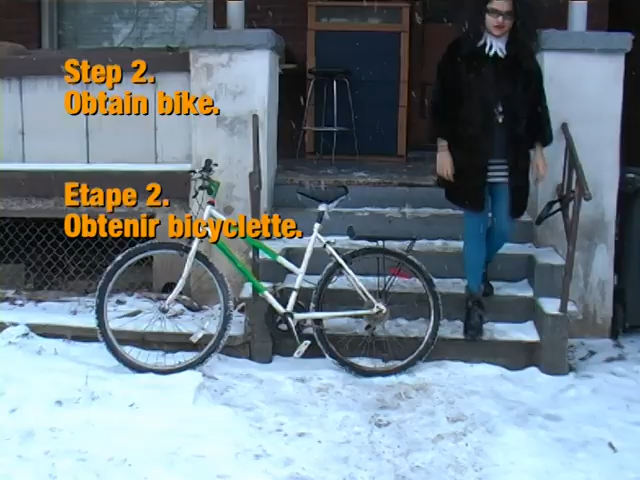 Step 2.
Obtain bike.
Etape 2.
Obtenir bicyclette.